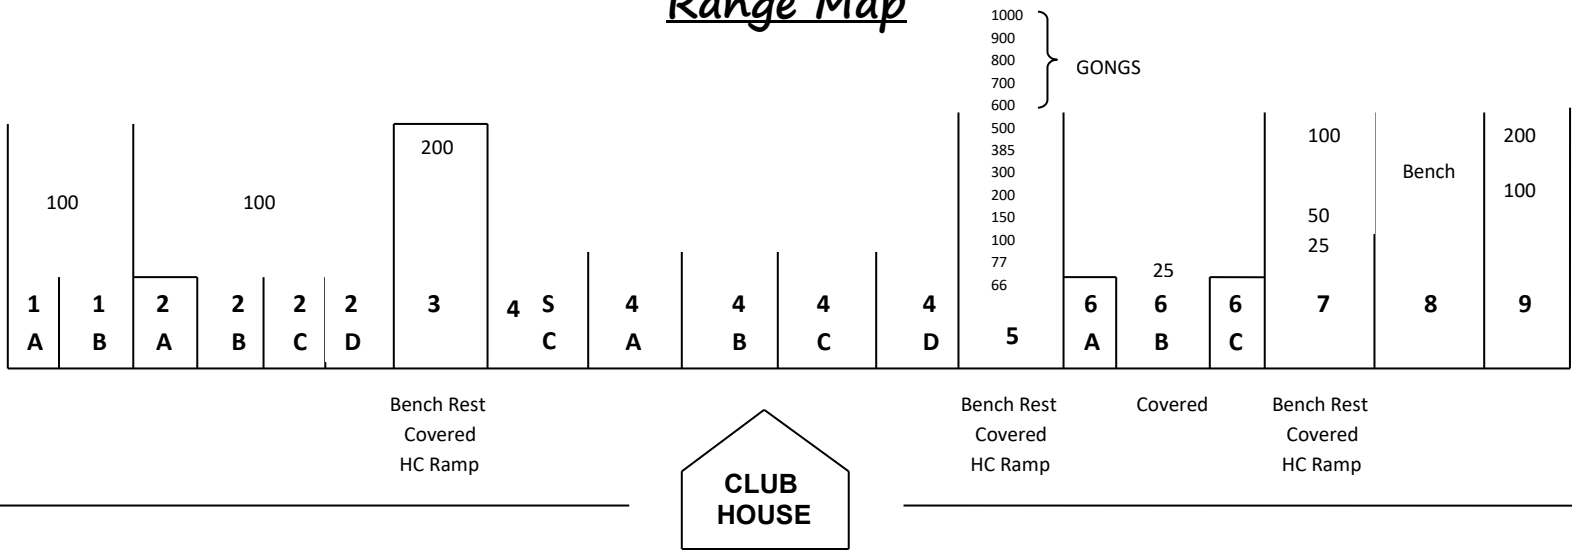 Range Map
1000
900
800
GONGS
700
600
500
385
300
200
150
100
77
66
200
100
100
100
50
25
Bench
200
100
25
1 1 2 2 2 2 3 4 S 4 4 4 4 5 6 6 6 7 8 9
A B A B C D C A B C D A B C
Bench Rest
Covered
HC Ramp
Bench Rest
Covered
HC Ramp
Covered
Bench Rest
Covered
HC Ramp
CLUB
HOUSE